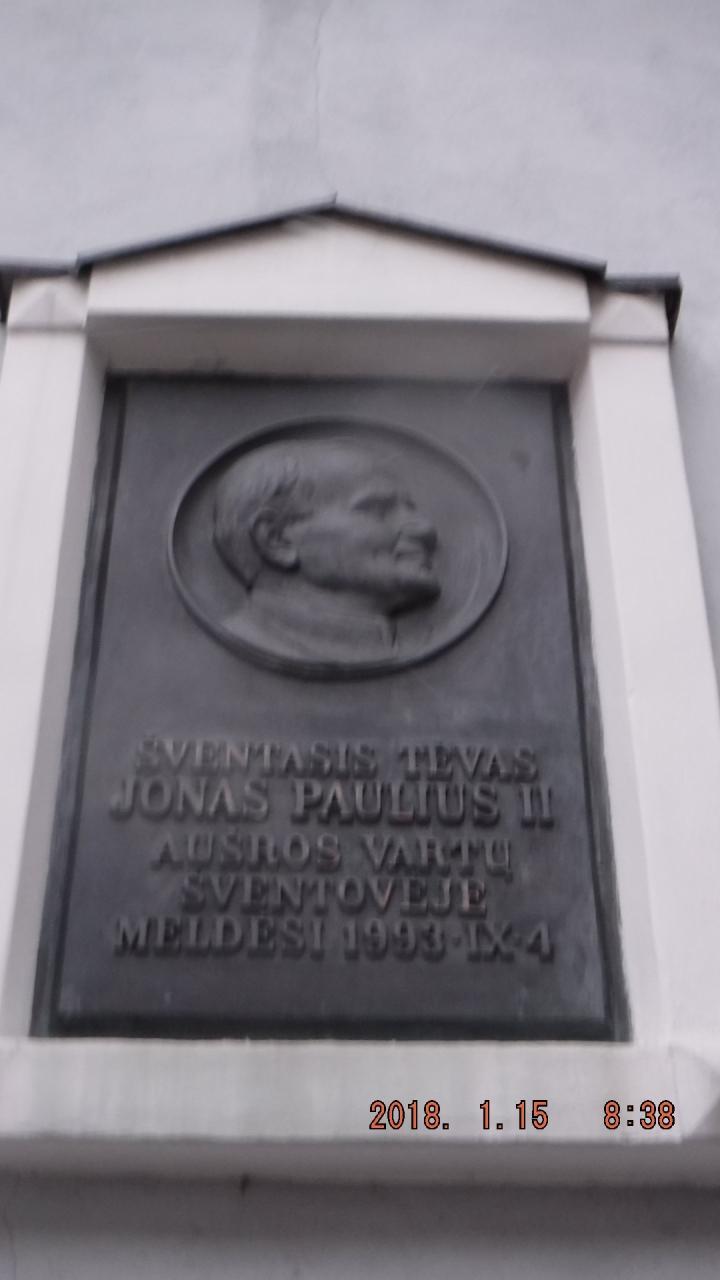 ŠVENTASIS TĖVAS
JONAS PAULIUS II
AUŠROS VARTŲ
ŠVENTOVĖJE
MELDĖSI 1993-IX-4
2018. 1.15 8:38